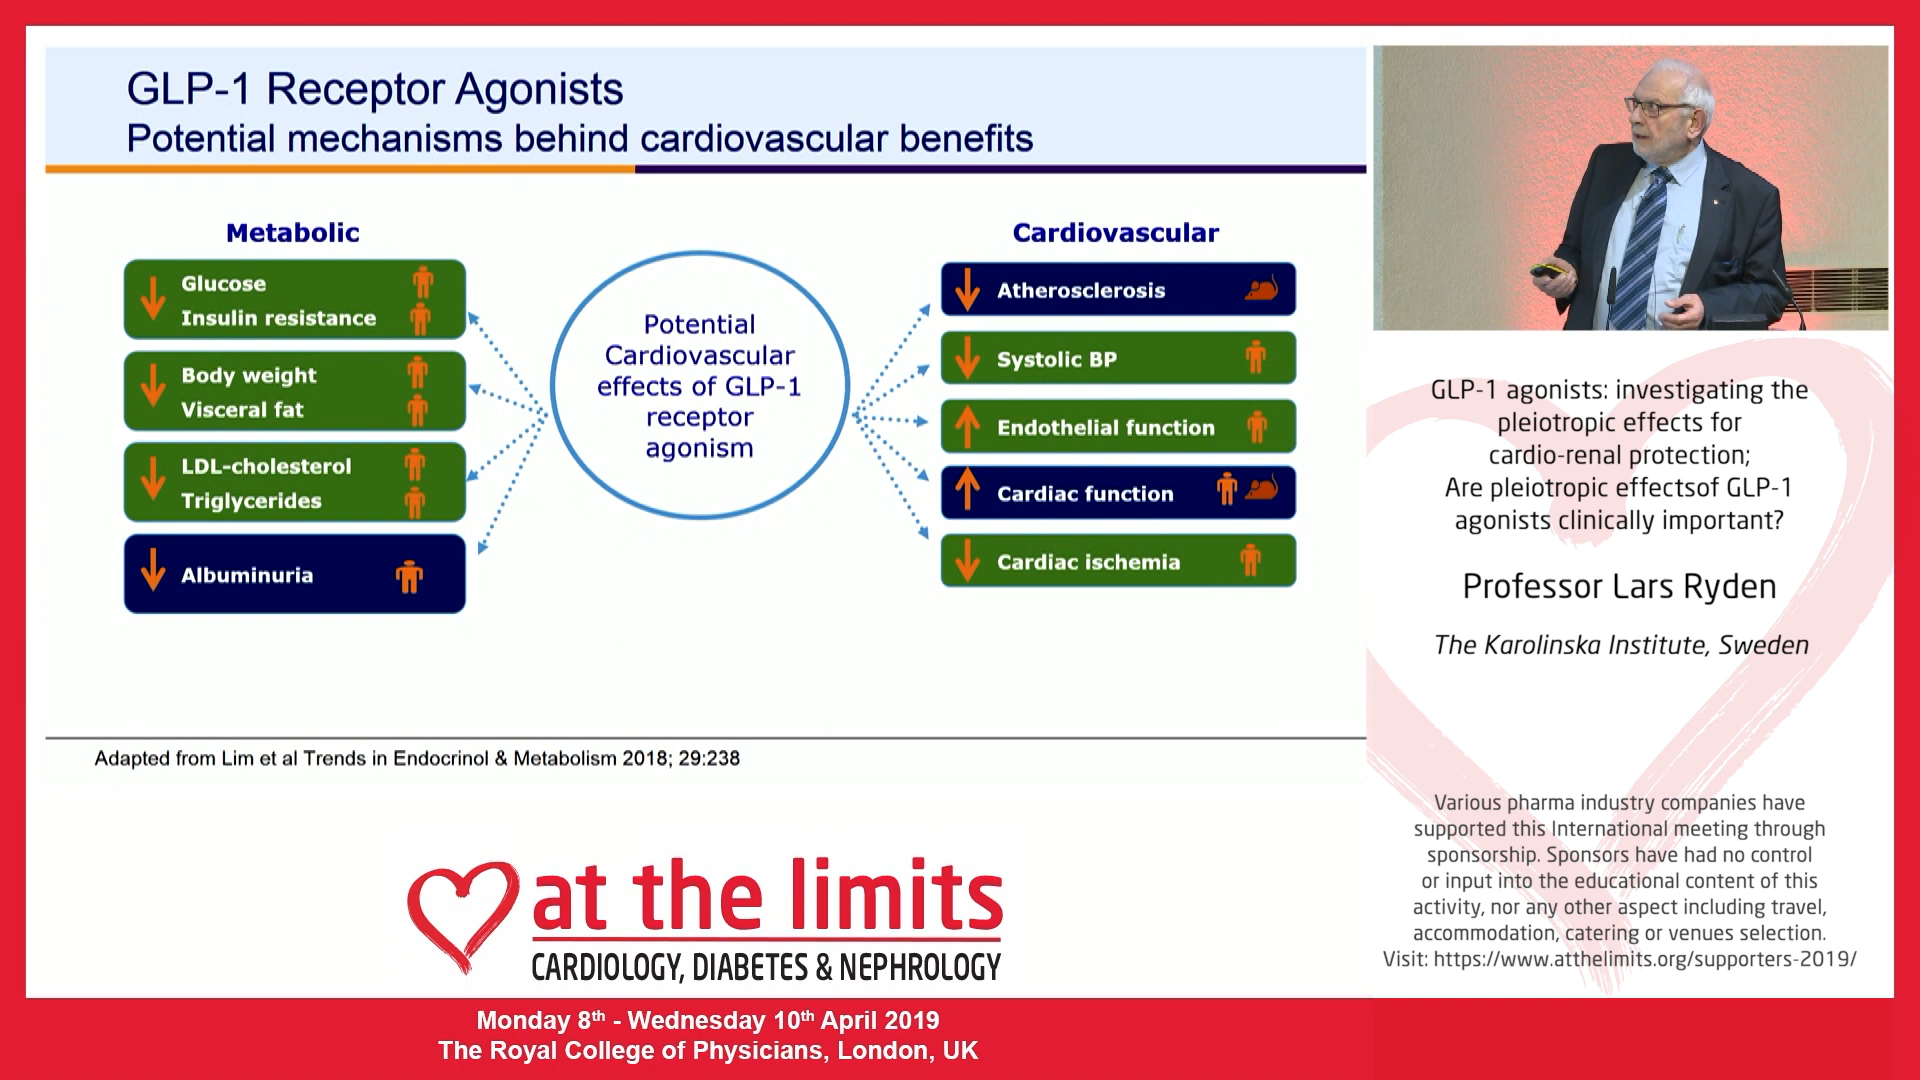 GLP-1 Receptor Agonists
Potential mechanisms behind cardiovascular benefits
Metabolic
Glucose
Insulin resistance
Body weight
Visceral fat
LDL-cholesterol
Triglycerides
Albuminuria
Potential
Cardiovascular
effects of GLP-1
receptor
agonism
Cardiovascular
Atherosclerosis
Systolic BP
Endothelial function
Cardiac function
Cardiac ischemia
Adapted from Lim et al Trends in Endocrinol & Metabolism 2018; 29:238
at the limits
CARDIOLOGY, DIABETES & NEPHROLOGY
Monday 8th - Wednesday 10th April 2019
The Royal College of Physicians, London, UK
GLP-1 agonists: investigating the
pleiotropic effects for
cardio-renal protection;
Are pleiotropic effectsof GLP-1
agonists clinically important?
Professor Lars Ryden
The Karolinska Institute, Sweden
Various pharma industry companies have
supported this International meeting through
sponsorship. Sponsors have had no control
or input into the educational content of this
activity, nor any other aspect including travel,
accommodation, catering or venues selection.
Visit: https://www.atthelimits.org/supporters-2019/